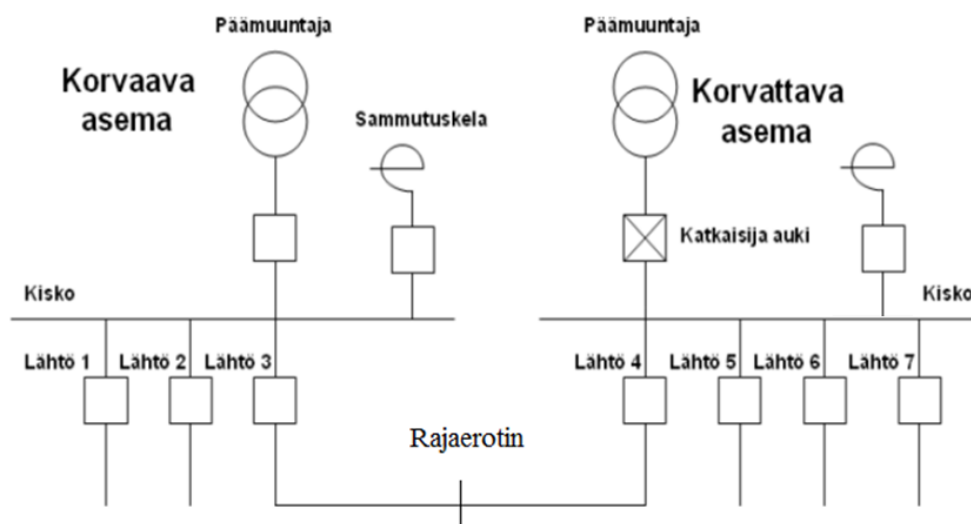 Päämuuntaja
Päämuuntaja
Korvaava
asema
Sammutuskela
Korvattava
asema
Katkaisija auki
Kisko
Kisko
Lähtö 1
Lähtö 2
Lähtö 3
Lähtö 4
Lähtö 5
Lähtö 6
Lähtö 7
Rajaerotin